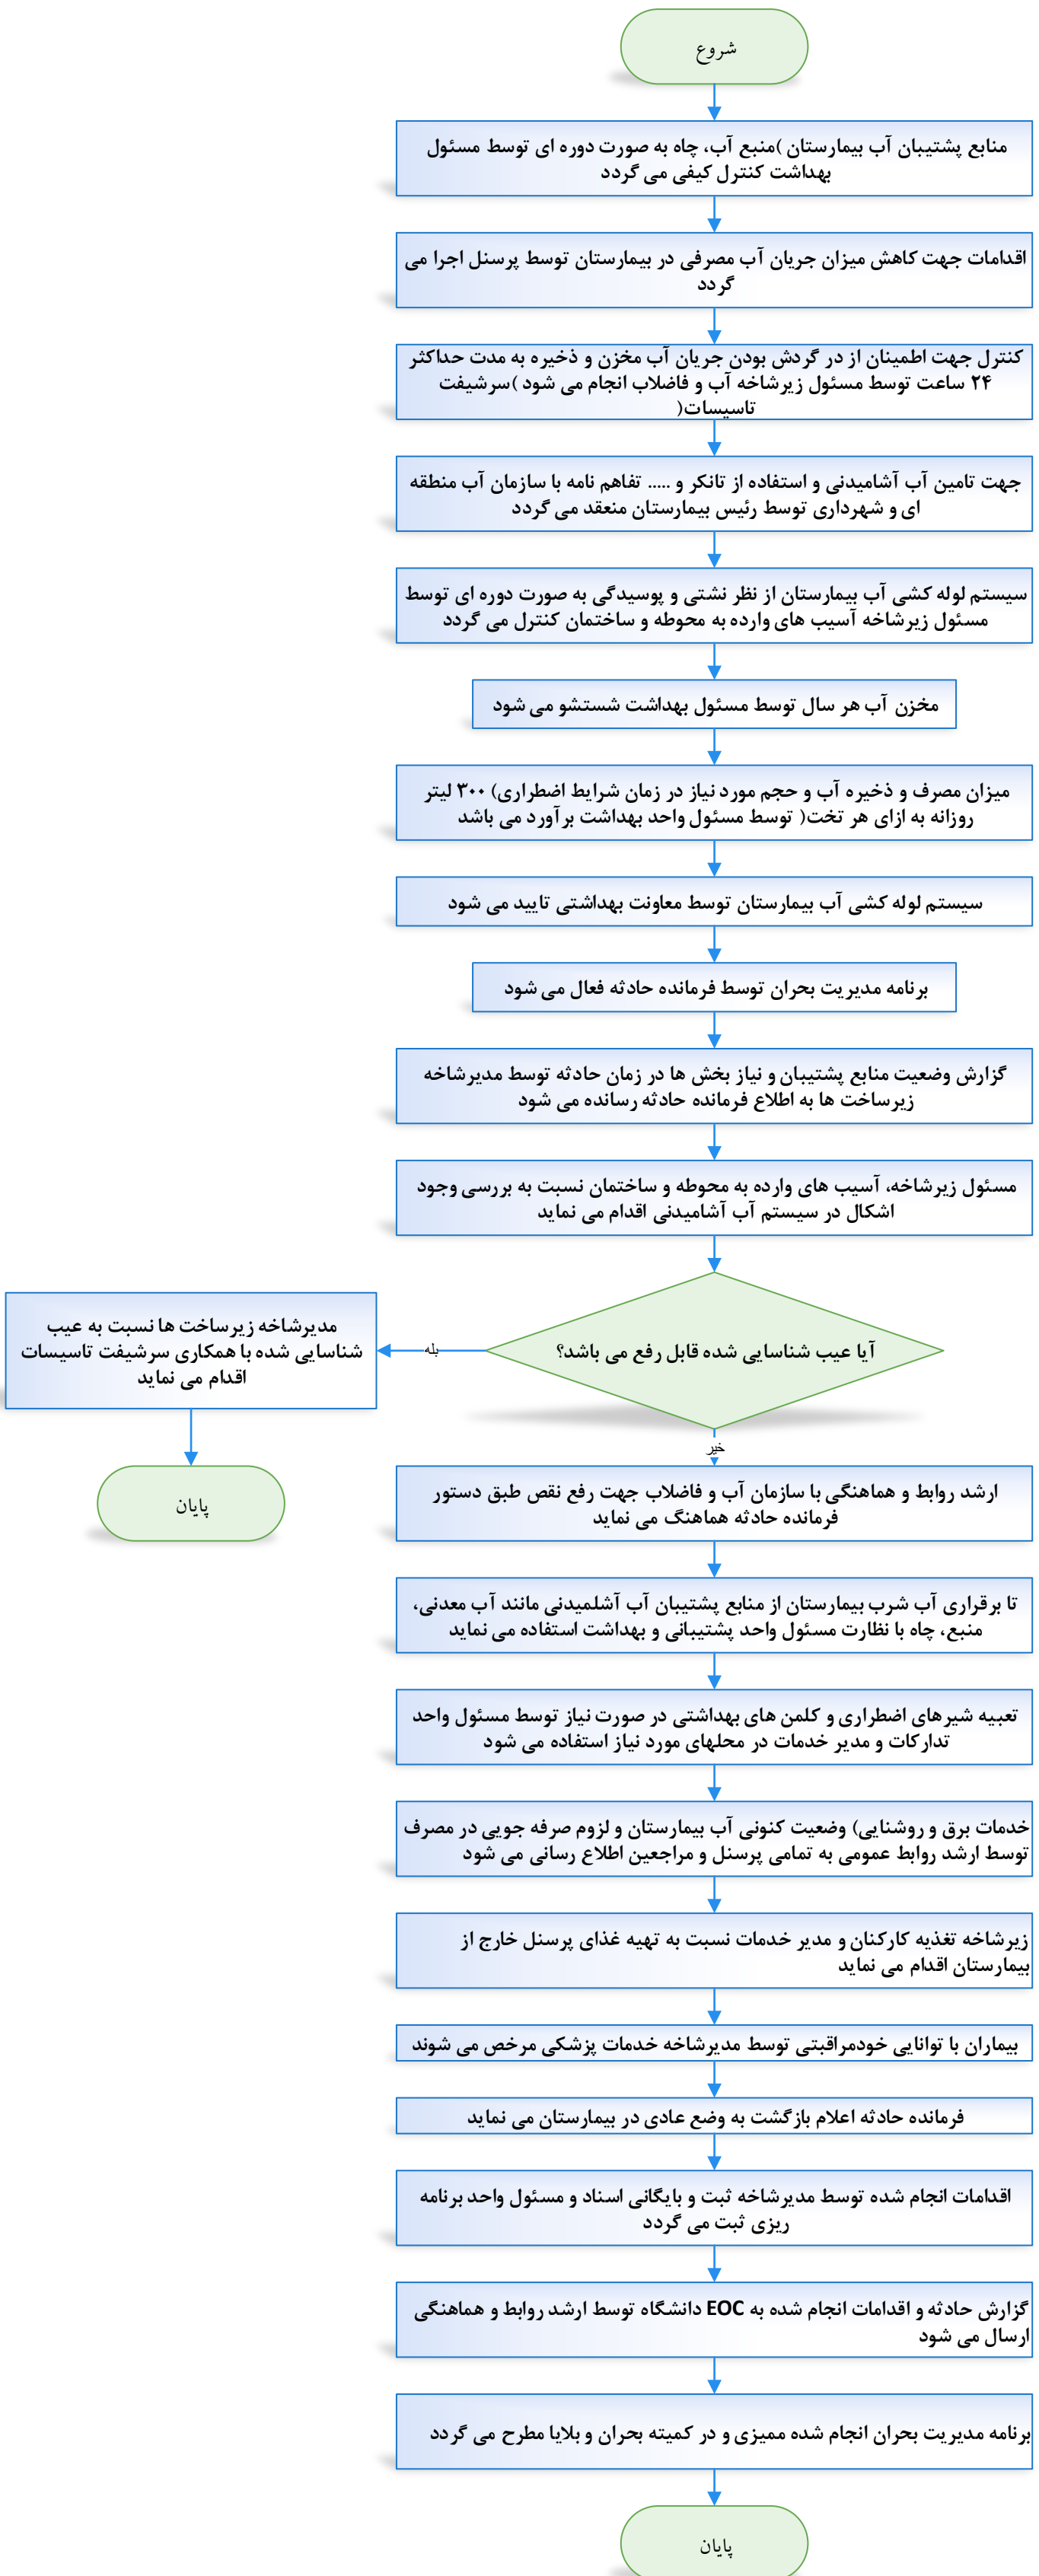 شروع
منابع پشتیبان آب بیمارستان )منبع آب، چاه به صورت دوره ای توسط مسئول
بهداشت کنترل کیفی می گردد
اقدامات جهت کاهش میزان جریان آب مصرفی در بیمارستان توسط پرسنل اجرا می
گردد
کنترل جهت اطمینان از در گردش بودن جریان آب مخزن و ذخیره به مدت حداکثر
۲۴ ساعت توسط مسئول زیرشاخه آب و فاضلاب انجام می شود )سرشیفت
تاسیسات(
جهت تامین آب آشامیدنی و استفاده از تانکر و ..... تفاهم نامه با سازمان آب منطقه
ای و شهرداری توسط رئیس بیمارستان منعقد می گردد
سیستم لوله کشی آب بیمارستان از نظر نشتی و پوسیدگی به صورت دوره ای توسط
مسئول زیرشاخه آسیب های وارده به محوطه و ساختمان کنترل می گردد
مخزن آب هر سال توسط مسئول بهداشت شستشو می شود
میزان مصرف و ذخیره آب و حجم مورد نیاز در زمان شرایط اضطراری) ۳۰۰ لیتر
روزانه به ازای هر تخت( توسط مسئول واحد بهداشت برآورد می باشد
سیستم لوله کشی آب بیمارستان توسط معاونت بهداشتی تایید می شود
برنامه مدیریت بحران توسط فرمانده حادثه فعال می شود
گزارش وضعیت منابع پشتیبان و نیاز بخش ها در زمان حادثه توسط مدیرشاخه
زیرساخت ها به اطلاع فرمانده حادثه رسانده می شود
مسئول زیرشاخه، آسیب های وارده به محوطه و ساختمان نسبت به بررسی وجود
اشکال در سیستم آب آشامیدنی اقدام می نماید
آیا عیب شناسایی شده قابل رفع می باشد؟
بله
مدیرشاخه زیرساخت ها نسبت به عیب
شناسایی شده با همکاری سرشیفت تاسیسات
اقدام می نماید
پایان
خیر
ارشد روابط و هماهنگی با سازمان آب و فاضلاب جهت رفع نقص طبق دستور
فرمانده حادثه هماهنگ می نماید
تا برقراری آب شرب بیمارستان از منابع پشتیبان آب آشلمیدنی مانند آب معدنی،
منبع، چاه با نظارت مسئول واحد پشتیبانی و بهداشت استفاده می نماید
تعبیه شیرهای اضطراری و کلمن های بهداشتی در صورت نیاز توسط مسئول واحد
تدارکات و مدیر خدمات در محلهای مورد نیاز استفاده می شود
خدمات برق و روشنایی) وضعیت کنونی آب بیمارستان و لزوم صرفه جویی در مصرف
توسط ارشد روابط عمومی به تمامی پرسنل و مراجعین اطلاع رسانی می شود
زیرشاخه تغذیه کارکنان و مدیر خدمات نسبت به تهیه غذای پرسنل خارج از
بیمارستان اقدام می نماید
بیماران با توانایی خودمراقبتی توسط مدیرشاخه خدمات پزشکی مرخص می شوند
فرمانده حادثه اعلام بازگشت به وضع عادی در بیمارستان می نماید
اقدامات انجام شده توسط مدیرشاخه ثبت و بایگانی اسناد و مسئول واحد برنامه
ریزی ثبت می گردد
گزارش حادثه و اقدامات انجام شده به EOC دانشگاه توسط ارشد روابط و هماهنگی
ارسال می شود
برنامه مدیریت بحران انجام شده ممیزی و در کمیته بحران و بلایا مطرح می گردد
پایان